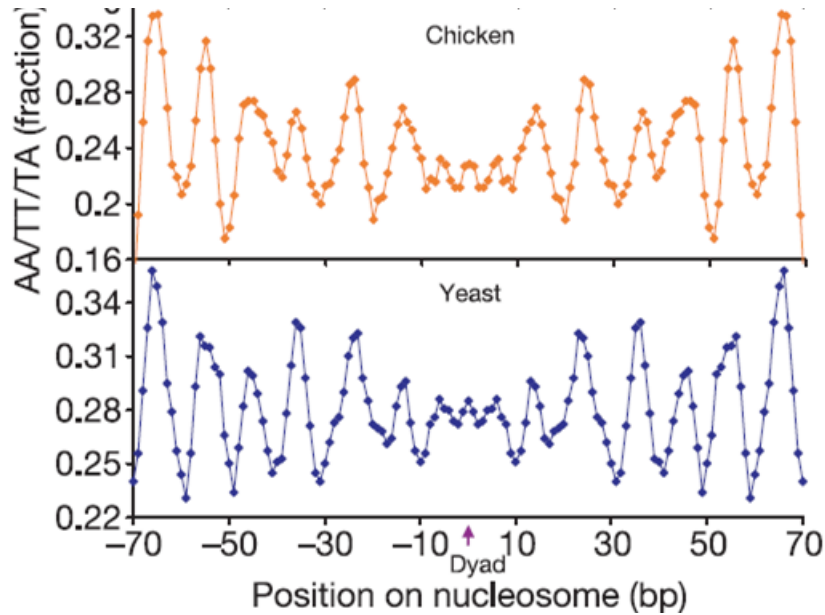 AA/TT/TA (fraction)
0.32
Chicken
0.28
0.24
0.2
0.16
Yeast
0.34
0.31
0.28
0.25
0.22
−70 −50 −30 −10 10 30 50 70
Dyad
Position on nucleosome (bp)